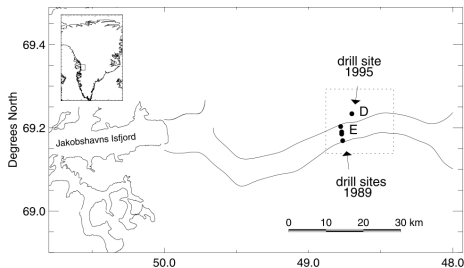 69.4
69.2
69.0
Degrees North
Jakobshavns Isfjord
drill site
1995
D
E
drill sites
1989
0 10 20 30 km
50.0 49.0 48.0